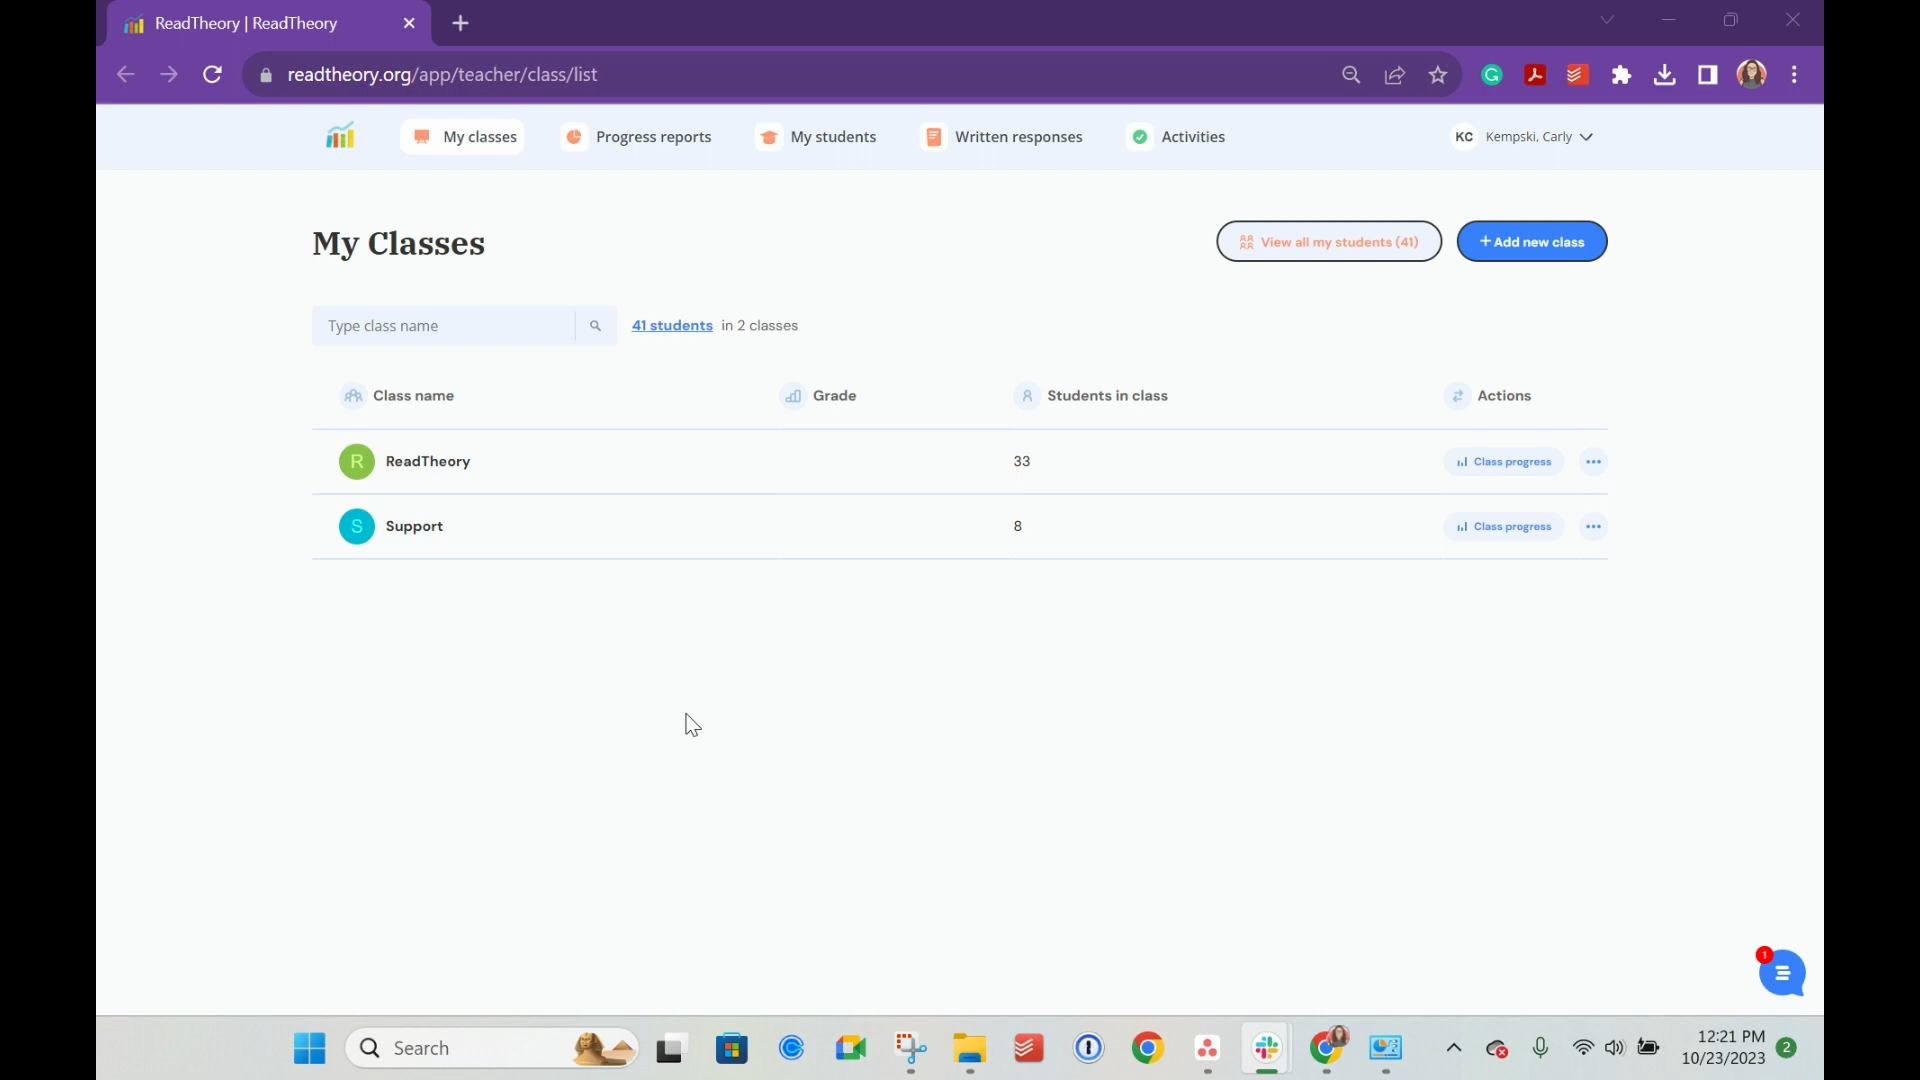 ReadTheory | ReadTheory
readtheory.org/app/teacher/class/list
My classes
Progress reports
My students
Written responses
Activities
KC
Kempski, Carly
My Classes
View all my students (41)
+ Add new class
Type class name
41 students in 2 classes
Class name
Grade
Students in class
Actions
R
ReadTheory
33
Class progress
S
Support
8
Class progress
1
Search
12:21 PM
10/23/2023
2